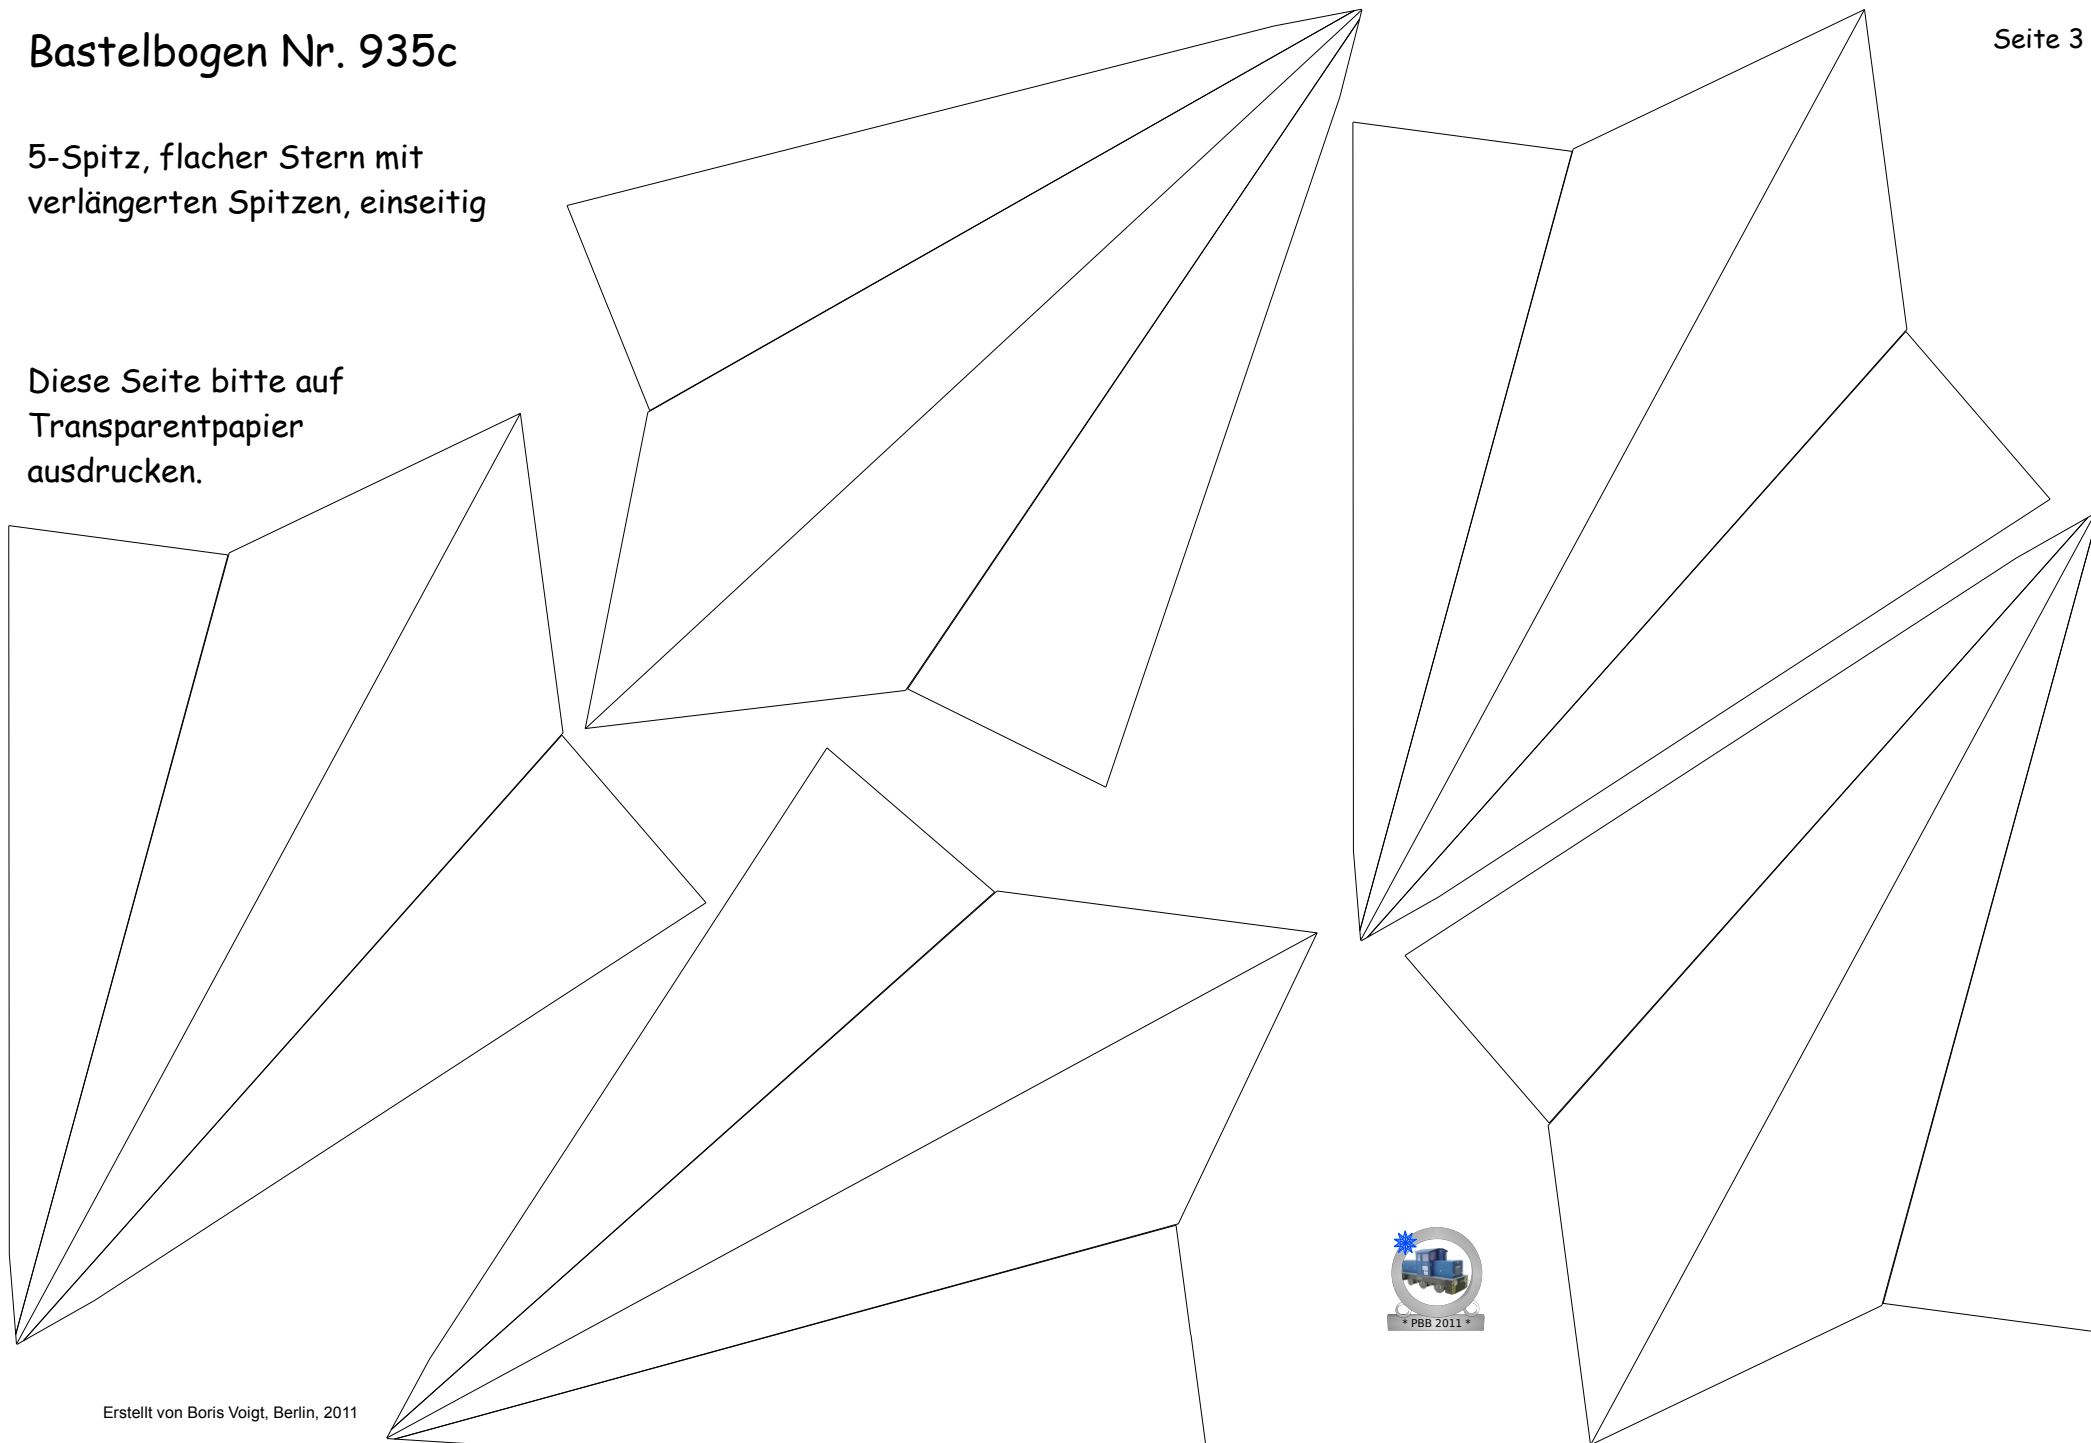 Bastelbogen Nr. 935c
Seite 3
5-Spitz, flacher Stern mit
verlängerten Spitzen, einseitig
Diese Seite bitte auf
Transparentpapier
ausdrucken.
* PBB 2011 *
Erstellt von Boris Voigt, Berlin, 2011